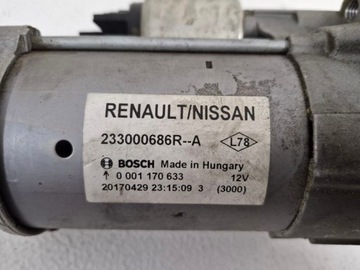 RENAULT/NISSAN
233000686R--A L78
BOSCH Made in Hungary
↑ 0 001 170 633 12V
20170429 23:15:09 3 (3000)